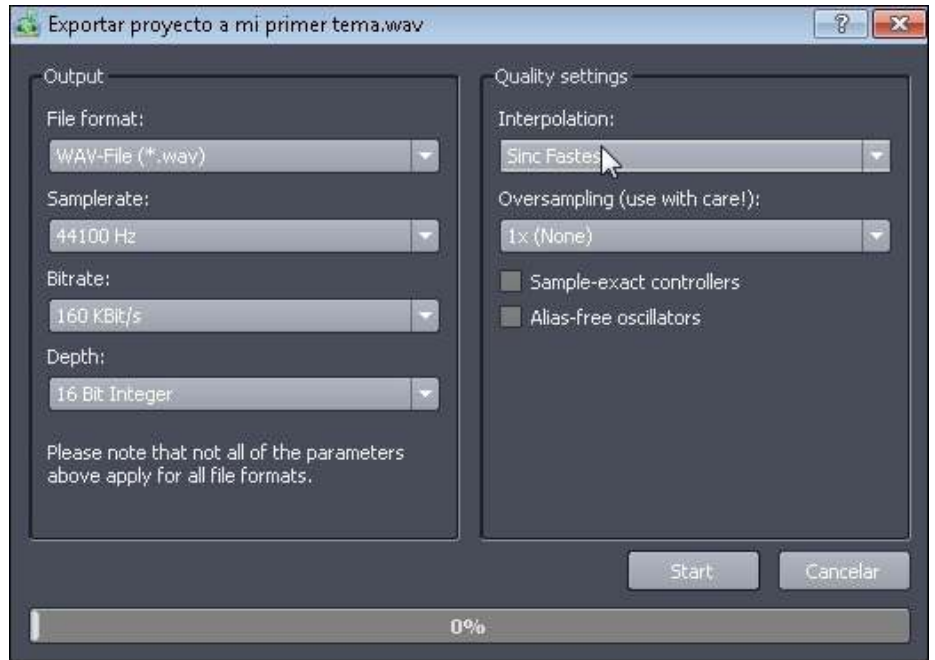 Exportar proyecto a mi primer tema.wav
Output
File format:
WAV-File (*.wav)
Samplerate:
44100 Hz
Bitrate:
160 KBit/s
Depth:
16 Bit Integer
Please note that not all of the parameters
above apply for all file formats.
Quality settings
Interpolation:
Sinc Fastes
Oversampling (use with care!):
1x (None)
Sample-exact controllers
Alias-free oscillators
Start
Cancelar
0%